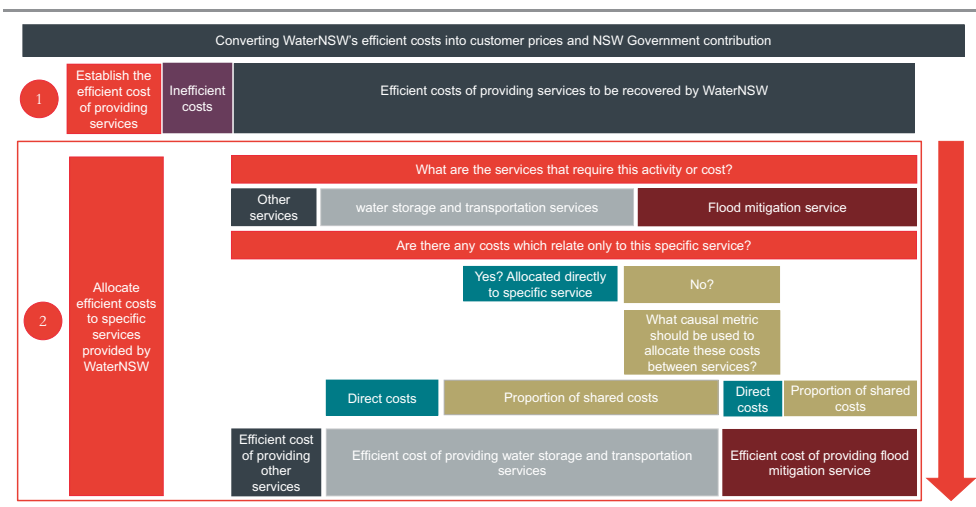 Converting WaterNSW's efficient costs into customer prices and NSW Government contribution
1
Establish the
efficient cost
of providing
services
Inefficient
costs
Efficient costs of providing services to be recovered by WaterNSW
2
Allocate
efficient costs
to specific
services
provided by
WaterNSW
What are the services that require this activity or cost?
Other
services
water storage and transportation services
Flood mitigation service
Are there any costs which relate only to this specific service?
Yes? Allocated directly
to specific service
No?
What causal metric
should be used to
allocate these costs
between services?
Direct costs
Proportion of shared costs
Direct
costs
Proportion of shared
costs
Efficient cost
of providing
other
services
Efficient cost of providing water storage and transportation
services
Efficient cost of providing flood
mitigation service